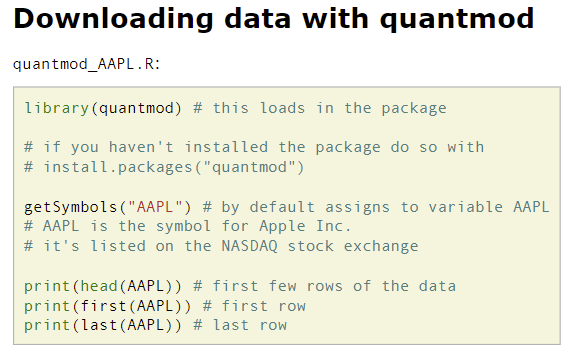 Downloading data with quantmod
quantmod_AAPL.R:
library(quantmod) # this loads in the package
# if you haven't installed the package do so with
# install.packages("quantmod")
getSymbols("AAPL") # by default assigns to variable AAPL
# AAPL is the symbol for Apple Inc.
# it's listed on the NASDAQ stock exchange
print(head(AAPL)) # first few rows of the data
print(first(AAPL)) # first row
print(last(AAPL)) # last row